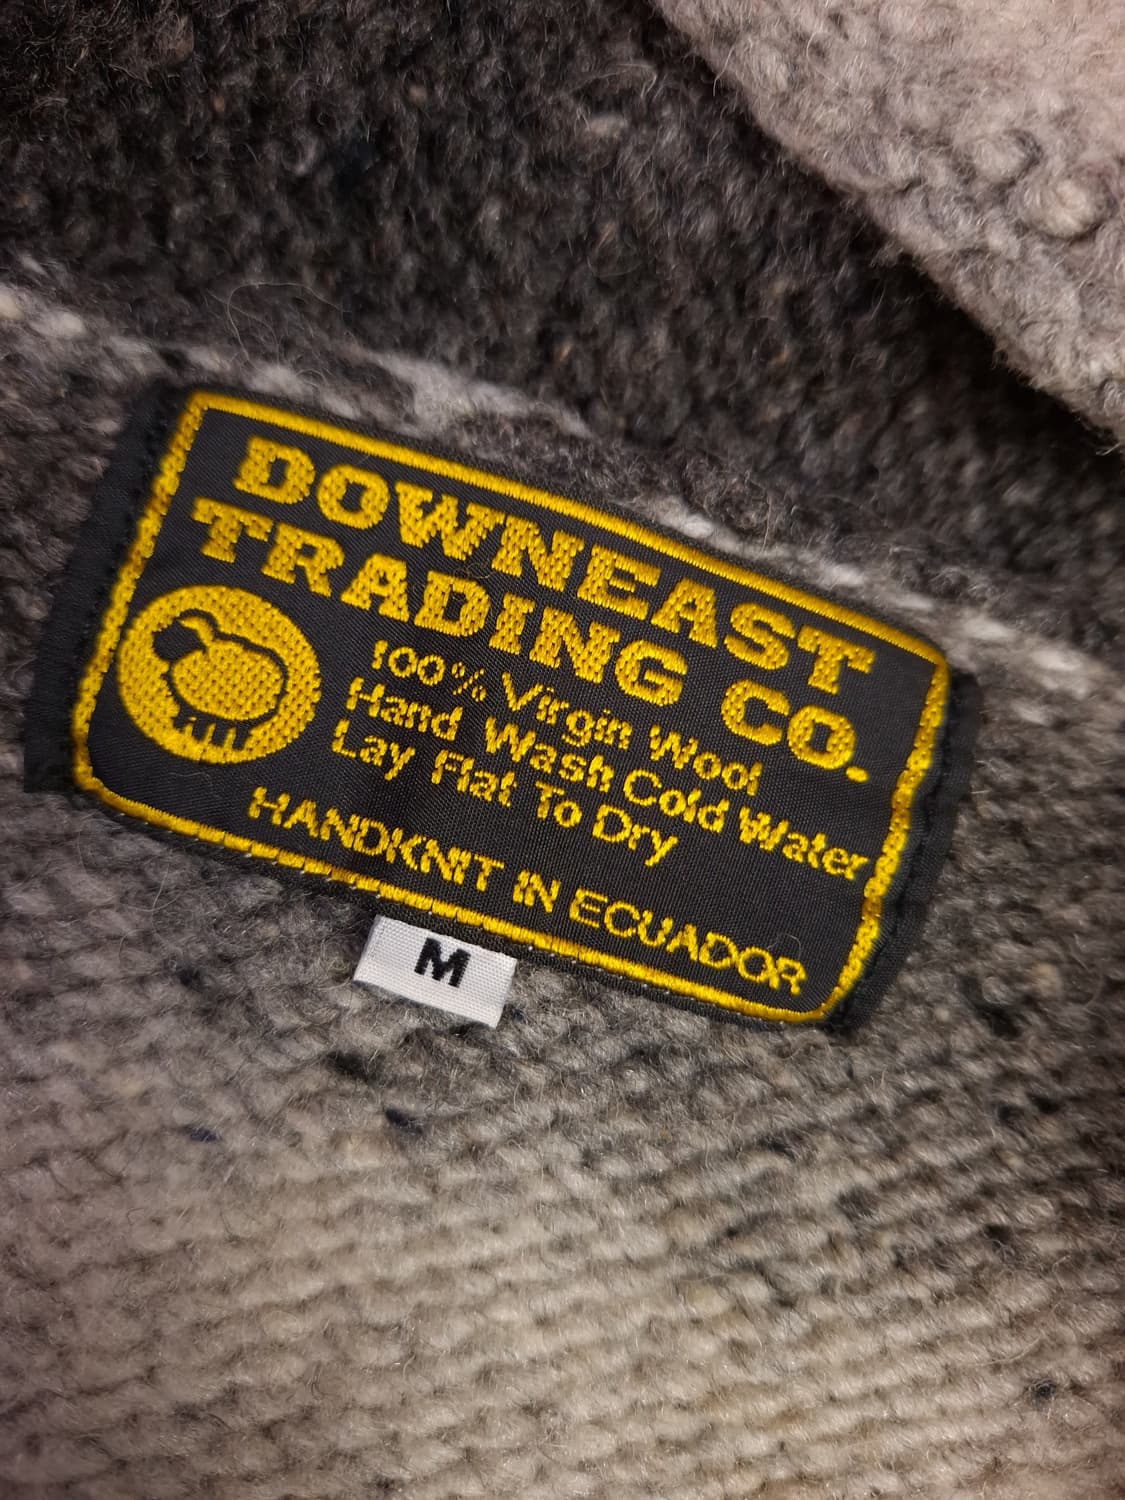 DOWNEAST
TRADING CO.
100% Virgin Wool
Hand Wash Cold Water
Lay Flat To Dry
HANDKNIT IN ECUADOR
M